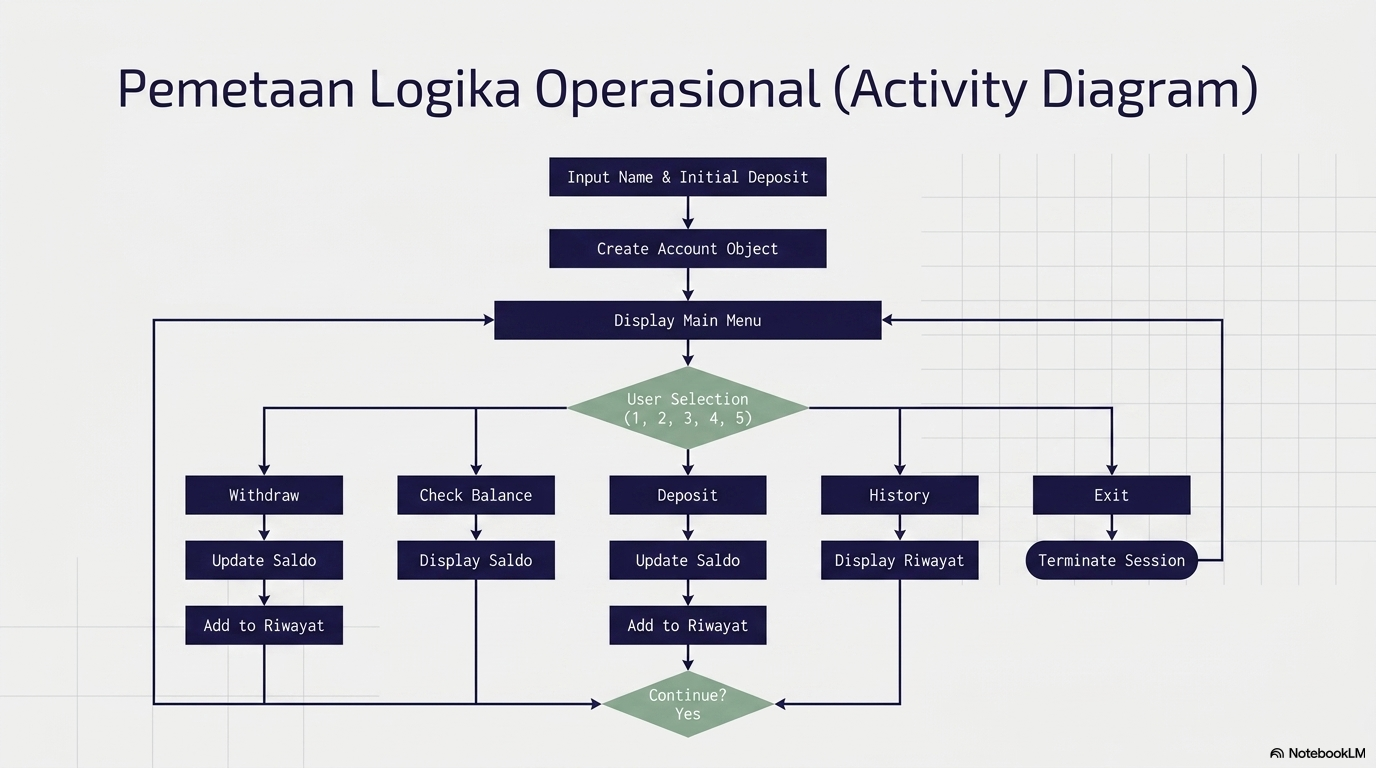 Pemetaan Logika Operasional (Activity Diagram)
Input Name & Initial Deposit
Create Account Object
Display Main Menu
User Selection
(1, 2, 3, 4, 5)
Withdraw
Check Balance
Deposit
History
Exit
Update Saldo
Display Saldo
Update Saldo
Display Riwayat
Terminate Session
Add to Riwayat
Add to Riwayat
Continue?
Yes
NotebookLM